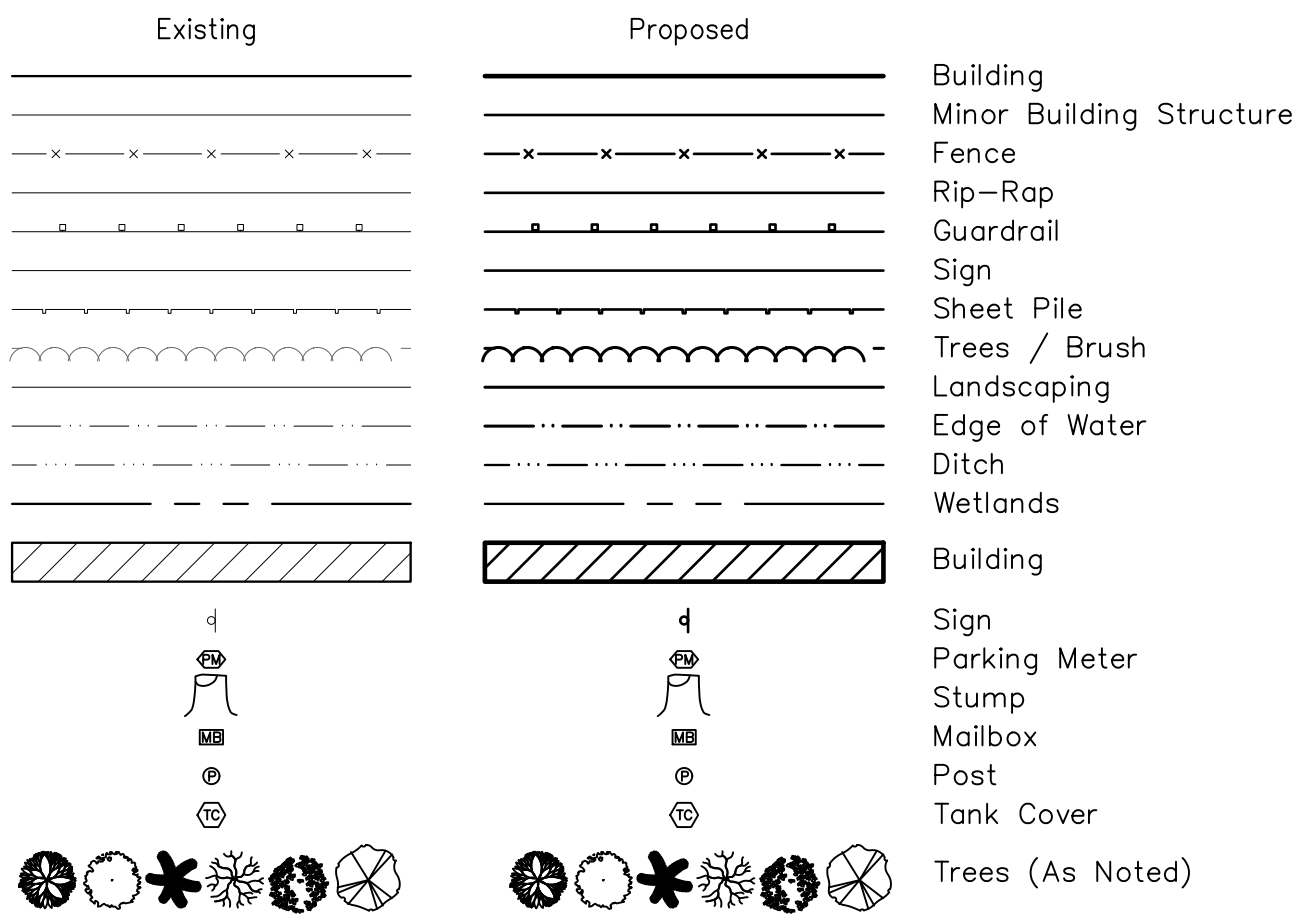 Existing Proposed
Building
Minor Building Structure
Fence
Rip-Rap
Guardrail
Sign
Sheet Pile
Trees / Brush
Landscaping
Edge of Water
Ditch
Wetlands
Building
Sign
PM PM Parking Meter
Stump
MB MB Mailbox
P P Post
TC TC Tank Cover
Trees (As Noted)